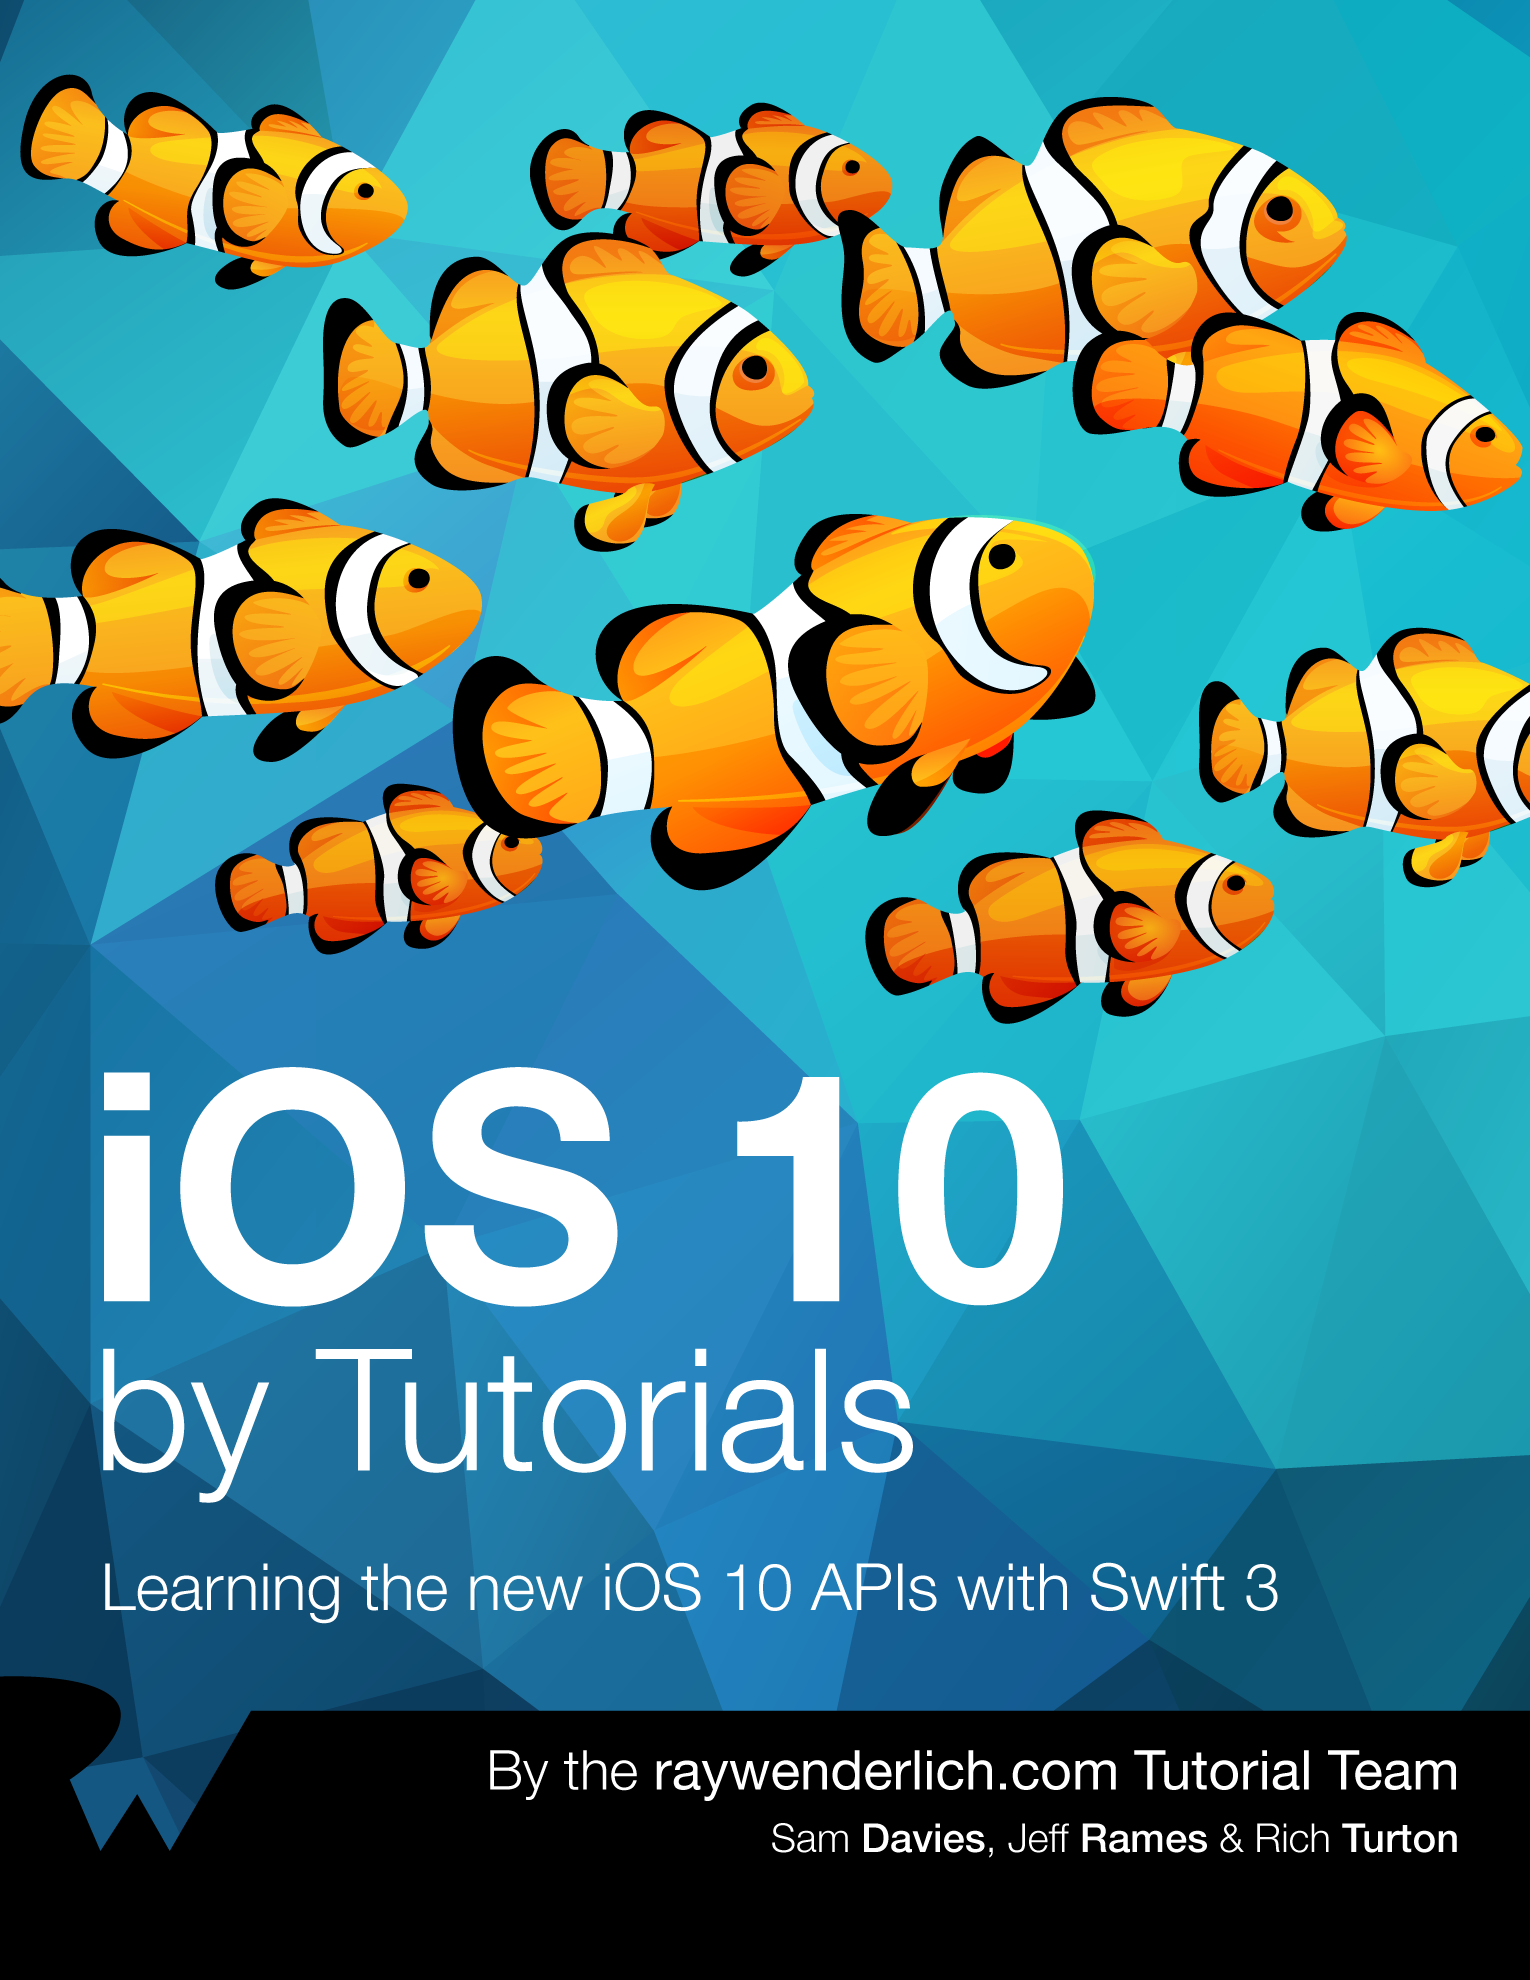 iOS 10
by Tutorials
Learning the new iOS 10 APIs with Swift 3
By the raywenderlich.com Tutorial Team
Sam Davies, Jeff Rames & Rich Turton